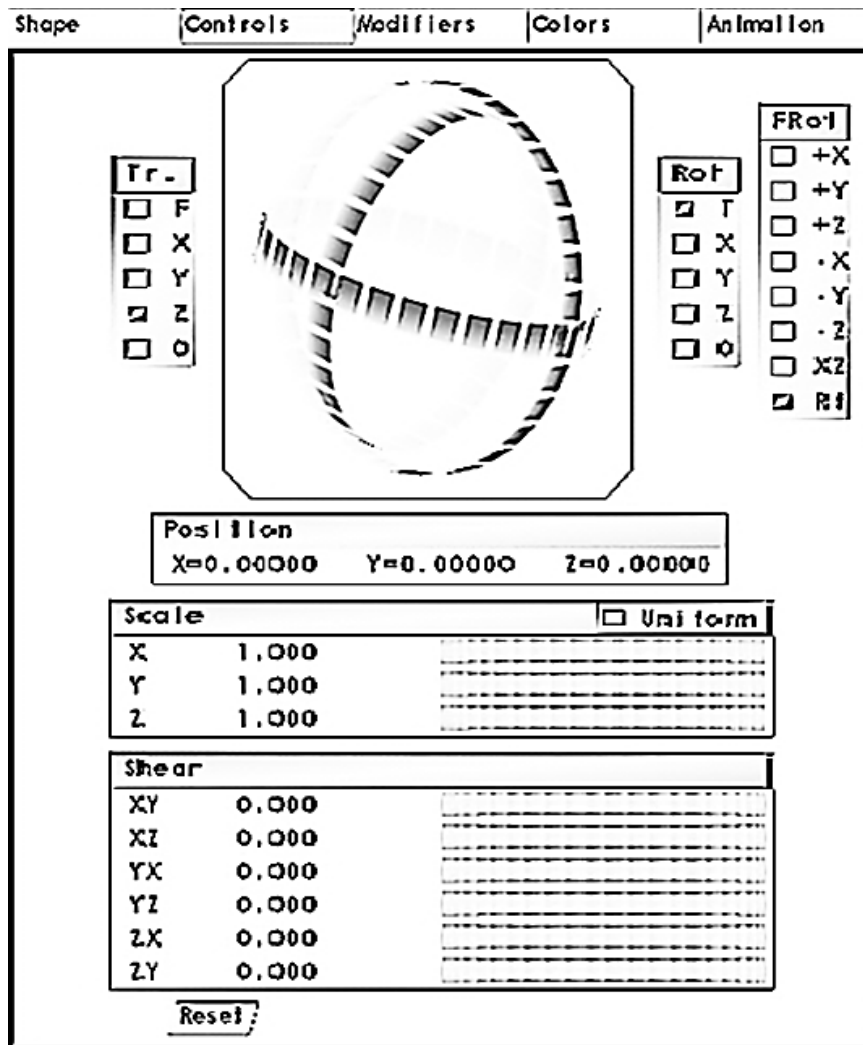 Shape Controls Modifiers Colors Animation
Tr.
F
X
Y
Z
O
Rot
T
X
Y
Z
O
FRot
+X
+Y
+Z
-X
-Y
-Z
XZ
Position
X=0.00000 Y=0.00000 Z=0.00000
Scale Uniform
X 1.000
Y 1.000
Z 1.000
Shear
XY 0.000
XZ 0.000
YX 0.000
YZ 0.000
ZX 0.000
ZY 0.000
Reset